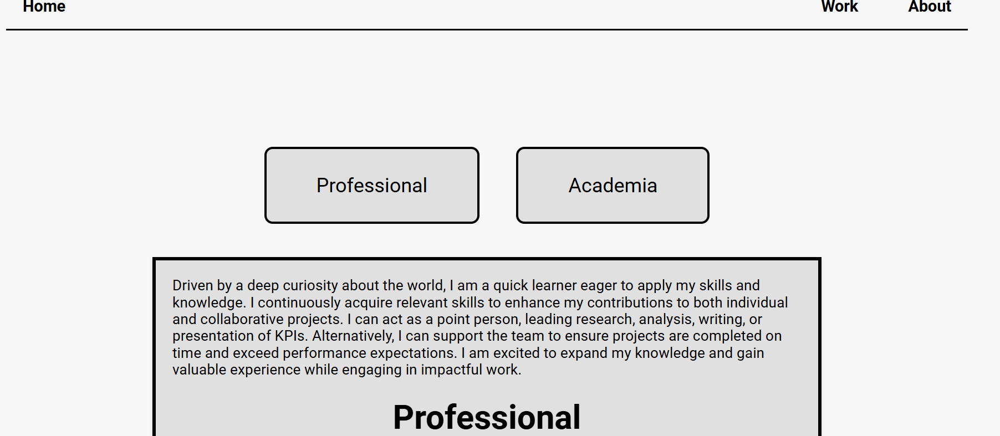 Home Work About
Professional Academia
Driven by a deep curiosity about the world, I am a quick learner eager to apply my skills and
knowledge. I continuously acquire relevant skills to enhance my contributions to both individual
and collaborative projects. I can act as a point person, leading research, analysis, writing, or
presentation of KPIs. Alternatively, I can support the team to ensure projects are completed on
time and exceed performance expectations. I am excited to expand my knowledge and gain
valuable experience while engaging in impactful work.
Professional